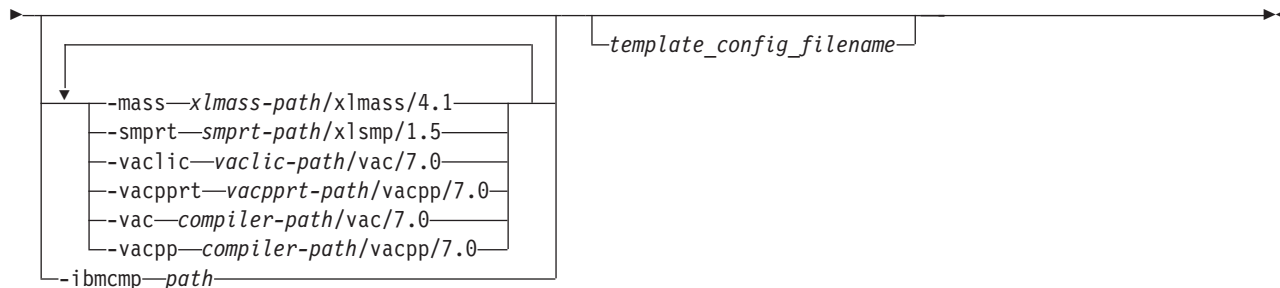 template_config_filename
-mass xlmass-path/xlmass/4.1
-smprt smprt-path/xlsmp/1.5
-vaclic vaclic-path/vac/7.0
-vacpprt vacpprt-path/vacpp/7.0
-vac compiler-path/vac/7.0
-vacpp compiler-path/vacpp/7.0
-ibmcmp path